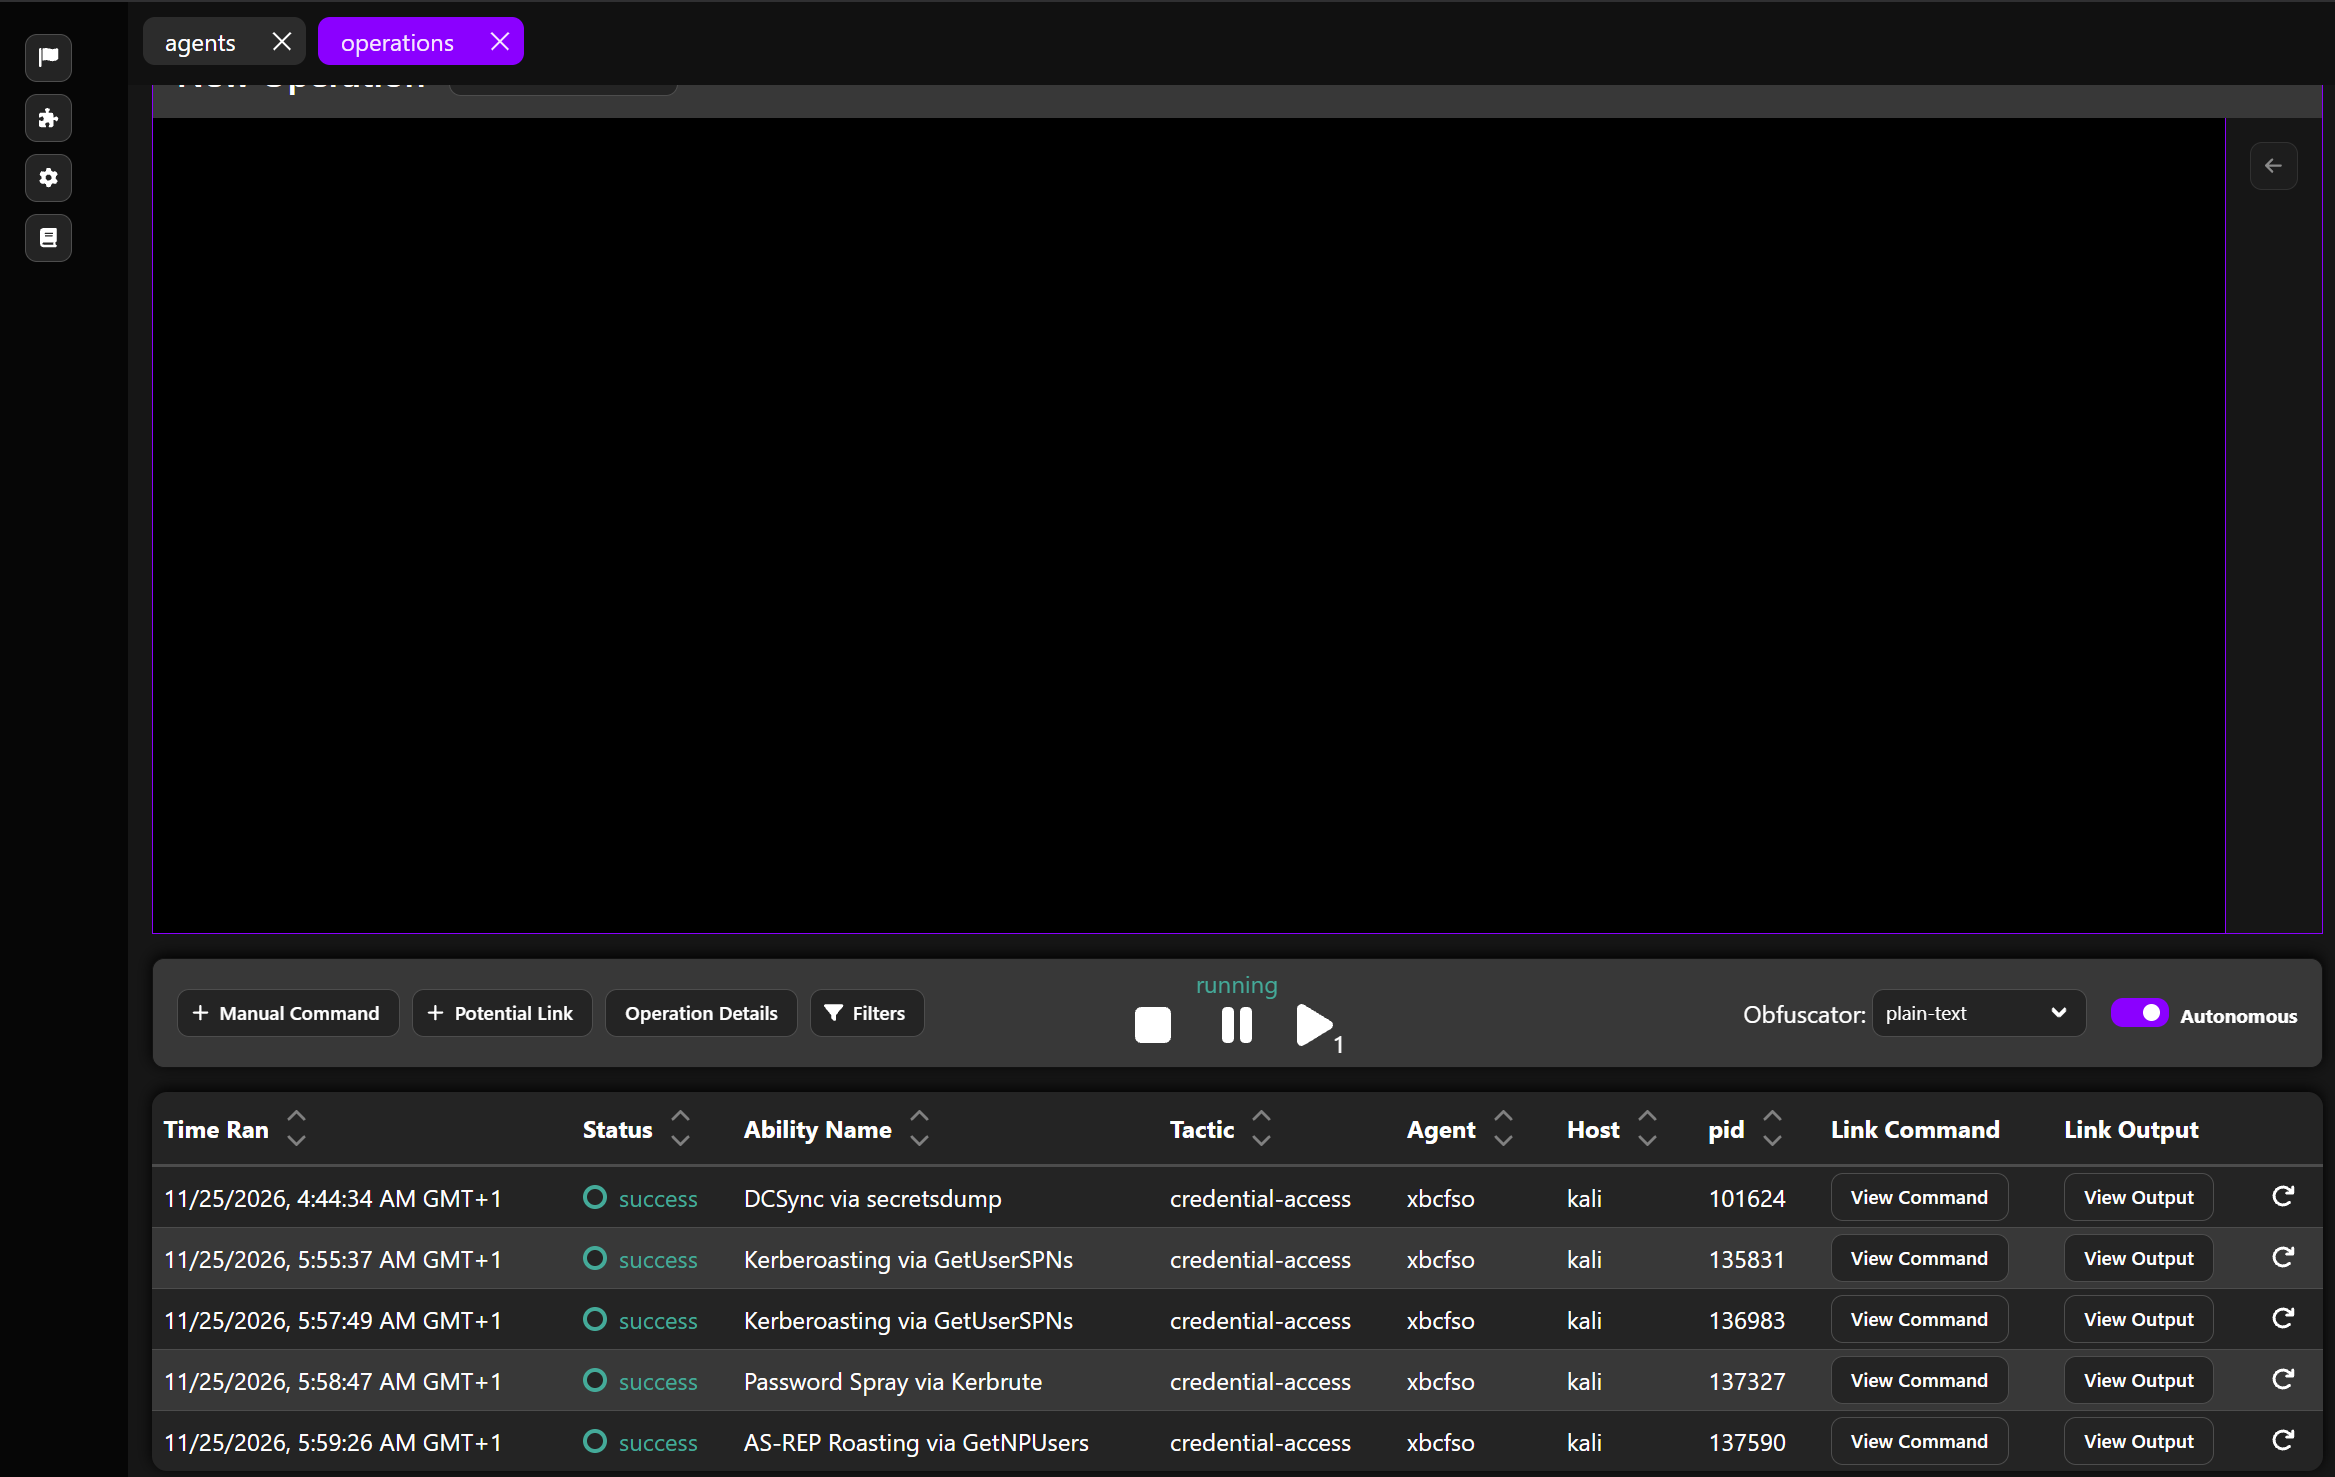 agents
operations
New Operation
running
Manual Command
Potential Link
Operation Details
Filters
1
Obfuscator: plain-text
Autonomous
Time Ran Status Ability Name Tactic Agent Host pid Link Command Link Output
11/25/2026, 4:44:34 AM GMT+1 success DCSync via secretsdump credential-access xbcfso kali 101624 View Command View Output
11/25/2026, 5:55:37 AM GMT+1 success Kerberoasting via GetUserSPNs credential-access xbcfso kali 135831 View Command View Output
11/25/2026, 5:57:49 AM GMT+1 success Kerberoasting via GetUserSPNs credential-access xbcfso kali 136983 View Command View Output
11/25/2026, 5:58:47 AM GMT+1 success Password Spray via Kerbrute credential-access xbcfso kali 137327 View Command View Output
11/25/2026, 5:59:26 AM GMT+1 success AS-REP Roasting via GetNPUsers credential-access xbcfso kali 137590 View Command View Output